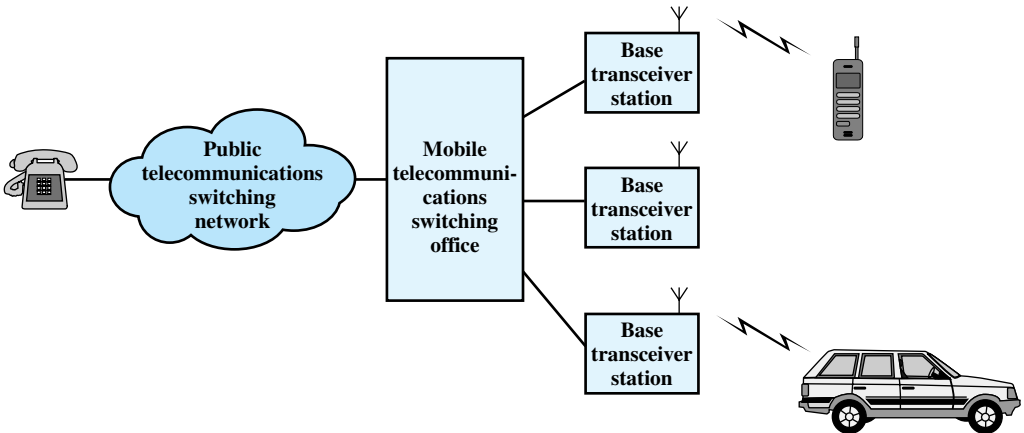 Public
telecommunications
switching
network
Mobile
telecommuni-
cations
switching
office
Base
transceiver
station
Base
transceiver
station
Base
transceiver
station